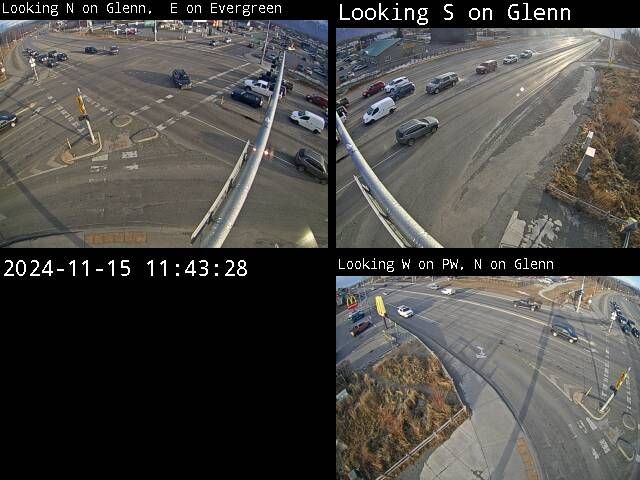 Looking N on Glenn,  E on Evergreen
Looking S on Glenn
2024-11-15 11:43:28
Looking W on PW, N on Glenn